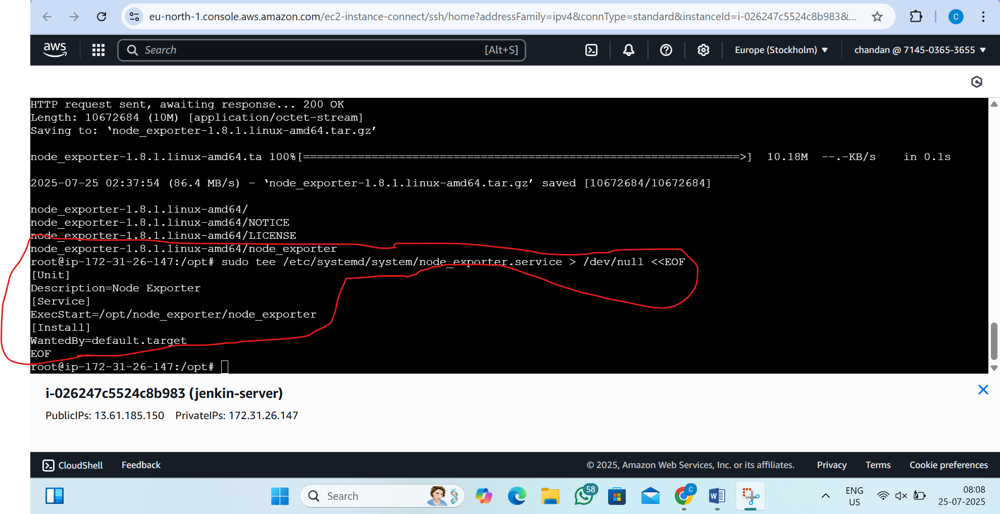 eu-north-1.console.aws.amazon.com/ec2-instance-connect/ssh/home?addressFamily=ipv4&connType=standard&instanceId=i-026247c5524c8b983&...
C
aws
Search
[Alt+S]
Europe (Stockholm)
chandan @ 7145-0365-3655
HTTP request sent, awaiting response... 200 OK
Length: 10672684 (10M) [application/octet-stream]
Saving to: ‘node_exporter-1.8.1.linux-amd64.tar.gz’
node_exporter-1.8.1.linux-amd64.ta 100%[================================================================>]  10.18M  --.-KB/s    in 0.1s
2025-07-25 02:37:54 (86.4 MB/s) - ‘node_exporter-1.8.1.linux-amd64.tar.gz’ saved [10672684/10672684]
node_exporter-1.8.1.linux-amd64/
node_exporter-1.8.1.linux-amd64/NOTICE
node_exporter-1.8.1.linux-amd64/LICENSE
node_exporter-1.8.1.linux-amd64/node_exporter
root@ip-172-31-26-147:/opt# sudo tee /etc/systemd/system/node_exporter.service > /dev/null <<EOF
[Unit]
Description=Node Exporter
[Service]
ExecStart=/opt/node_exporter/node_exporter
[Install]
WantedBy=default.target
EOF
root@ip-172-31-26-147:/opt#
i-026247c5524c8b983 (jenkin-server)
PublicIPs: 13.61.185.150 PrivateIPs: 172.31.26.147
CloudShell
Feedback
© 2025, Amazon Web Services, Inc. or its affiliates.
Privacy
Terms
Cookie preferences
Search
58
C
W
ENG
US
08:08
25-07-2025